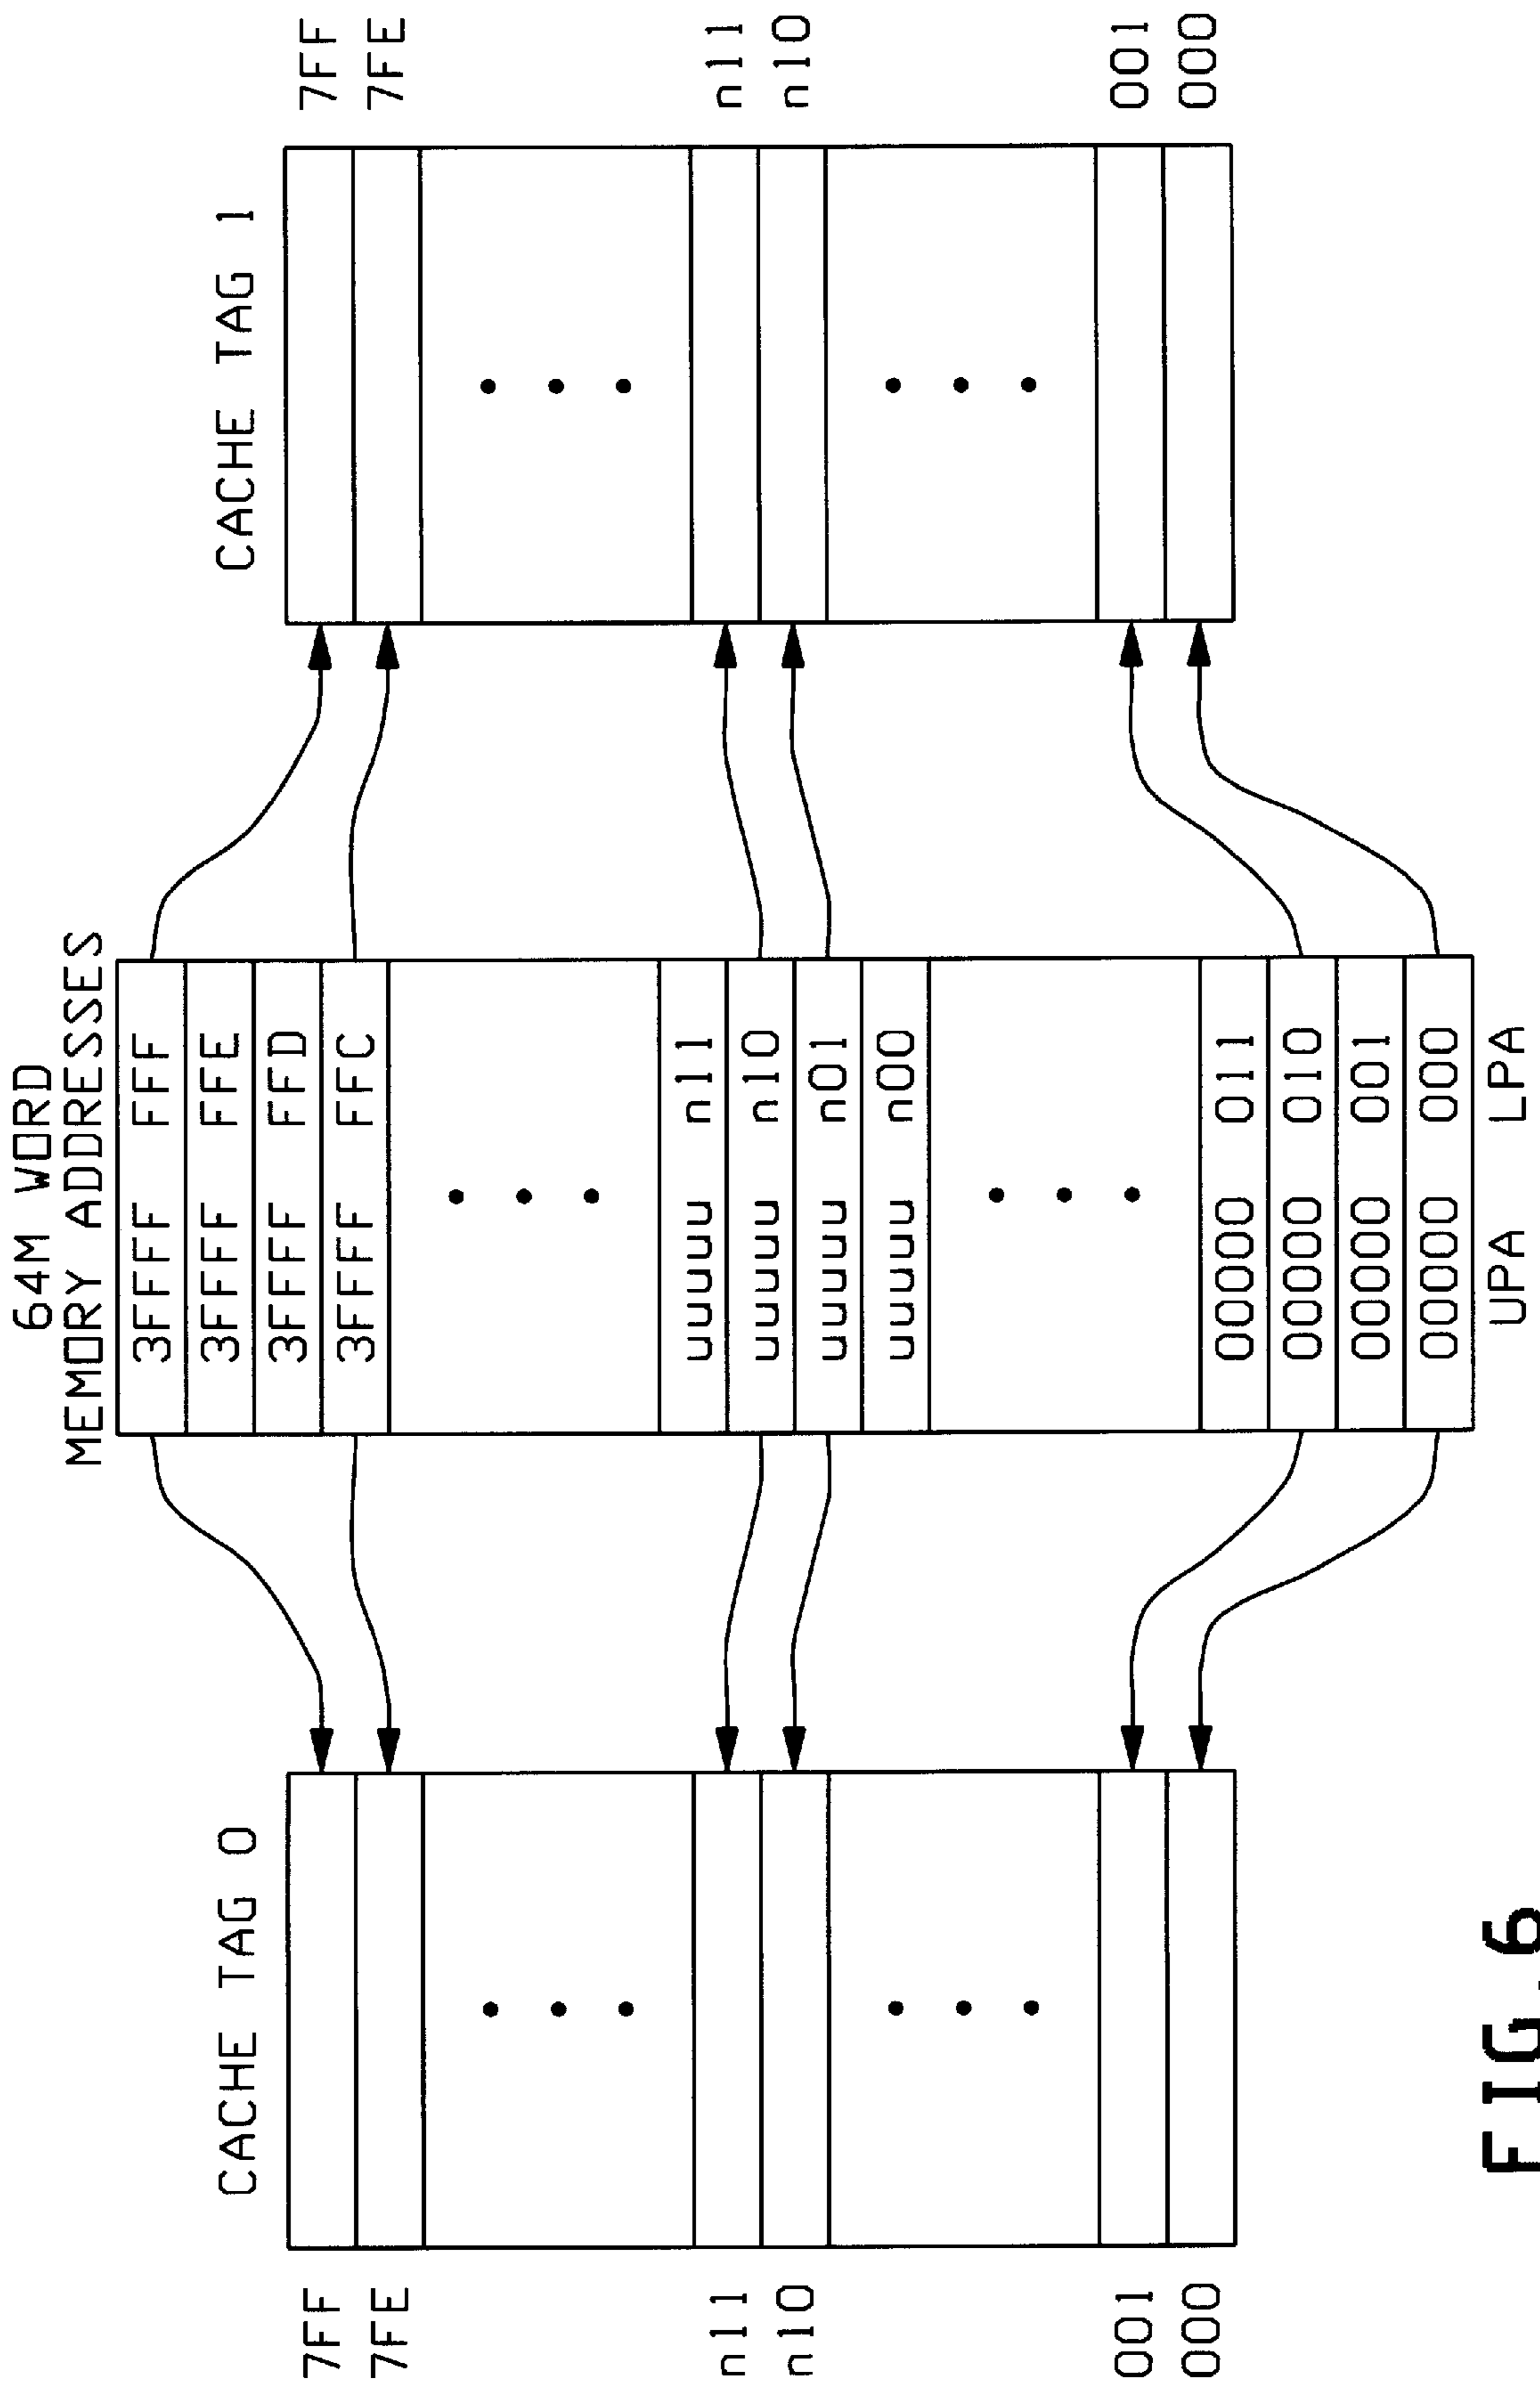 64M WORD
MEMORY ADDRESSES
CACHE TAG 0
CACHE TAG 1
7FF
7FE
n11
n10
001
000
3FFFF FFF
3FFFF FFE
3FFFF FFD
3FFFF FFC
uuuuu n11
uuuuu n10
uuuuu n01
uuuuu n00
00000 011
00000 010
00000 001
00000 000
UPA LPA
7FF
7FE
n11
n10
001
000
FIG.6